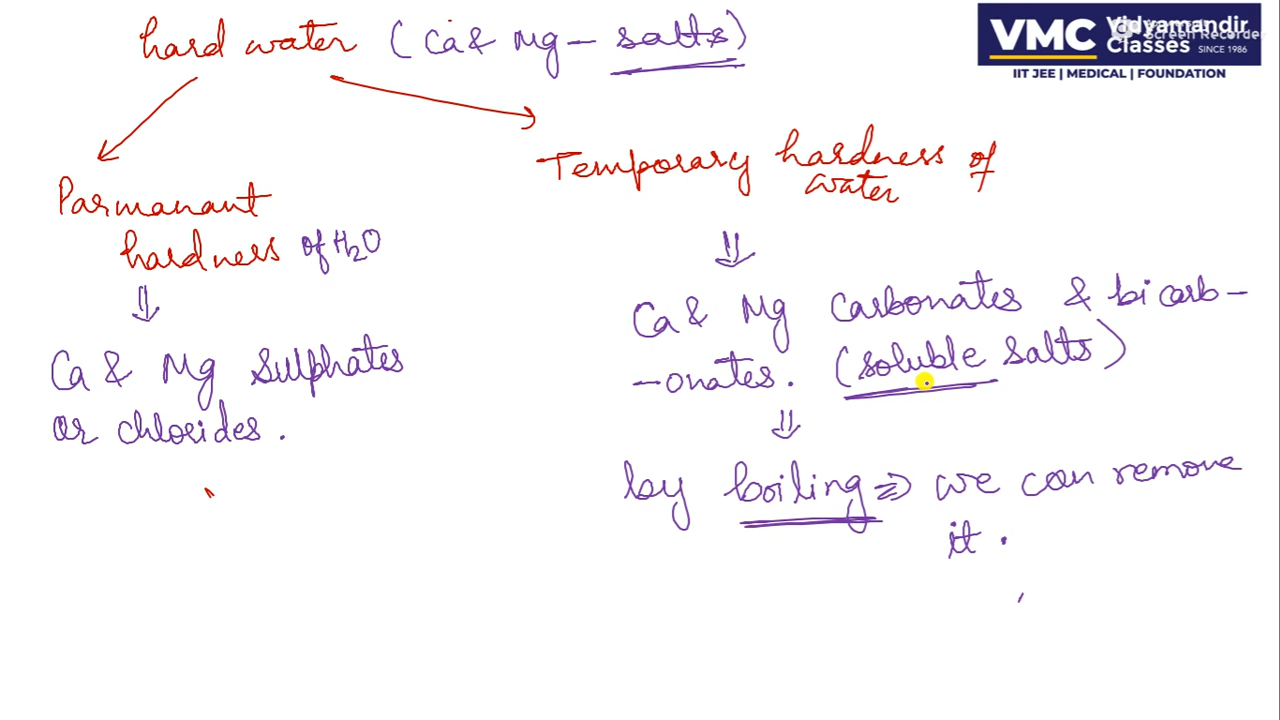 hard water (Ca & Mg - salts)
VMC Vidyamandir Classes SINCE 1986
IIT JEE | MEDICAL | FOUNDATION
Temporary hardness of
water
Parmanant
hardness of H2O
⇓
⇓
Ca & Mg carbonates & bicarb-
-onates. (soluble salts)
Ca & Mg Sulphates
or chlorides.
⇓
by boiling ⇒ we can remove
it.